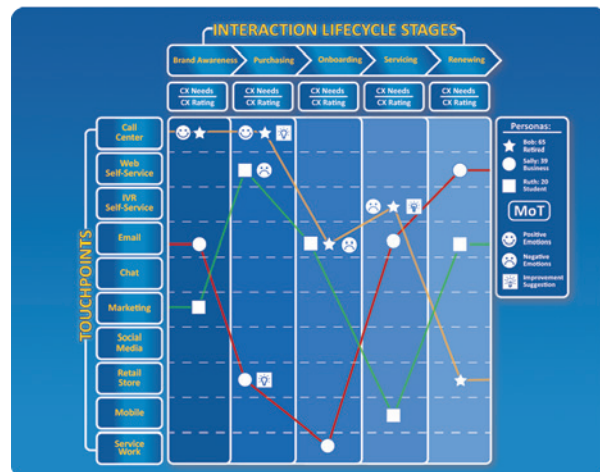 INTERACTION LIFECYCLE STAGES
Brand Awareness
Purchasing
Onboarding
Servicing
Renewing
CX Needs
CX Rating
CX Needs
CX Rating
CX Needs
CX Rating
CX Needs
CX Rating
CX Needs
CX Rating
TOUCHPOINTS
Call
Center
Web
Self-Service
IVR
Self-Service
Email
Chat
Marketing
Social
Media
Retail
Store
Mobile
Service
Work
Personas:
Bob: 65
Retired
Sally: 39
Business
Ruth: 20
Student
MoT
Positive
Emotions
Negative
Emotions
Improvement
Suggestion